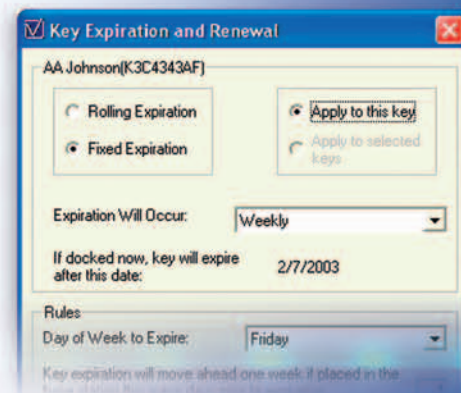 Key Expiration and Renewal
AA Johnson(K3C4343AF)
Rolling Expiration
Fixed Expiration
Apply to this key
Apply to selected
keys
Expiration Will Occur:
Weekly
If docked now, key will expire
after this date:
2/7/2003
Rules
Day of Week to Expire:
Friday
Key expiration will move ahead one week if placed in the